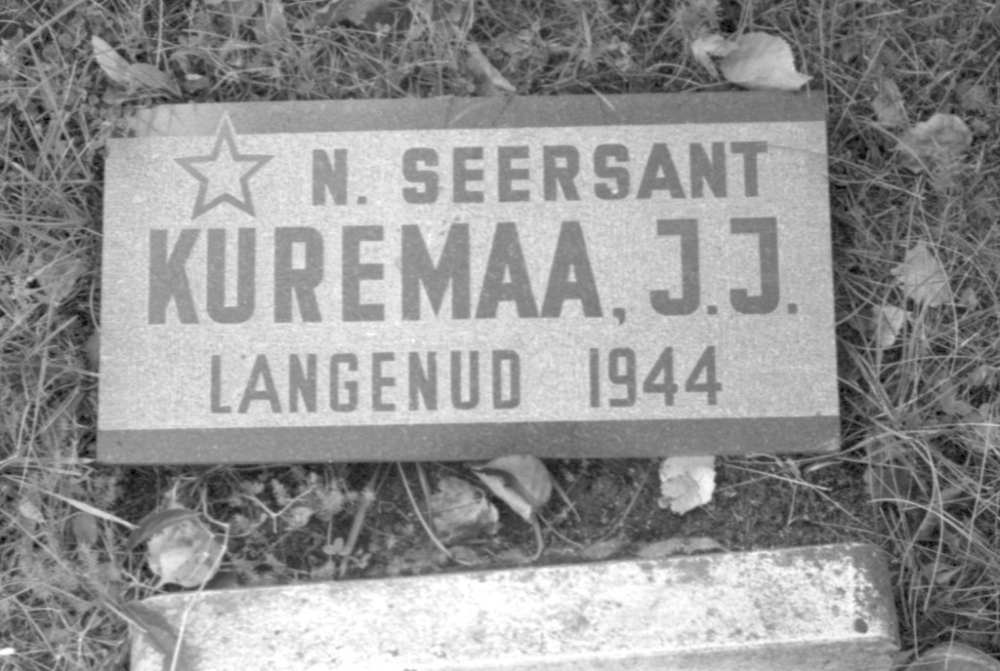 N. SEERSANT
KUREMAA, J.J.
LANGENUD 1944